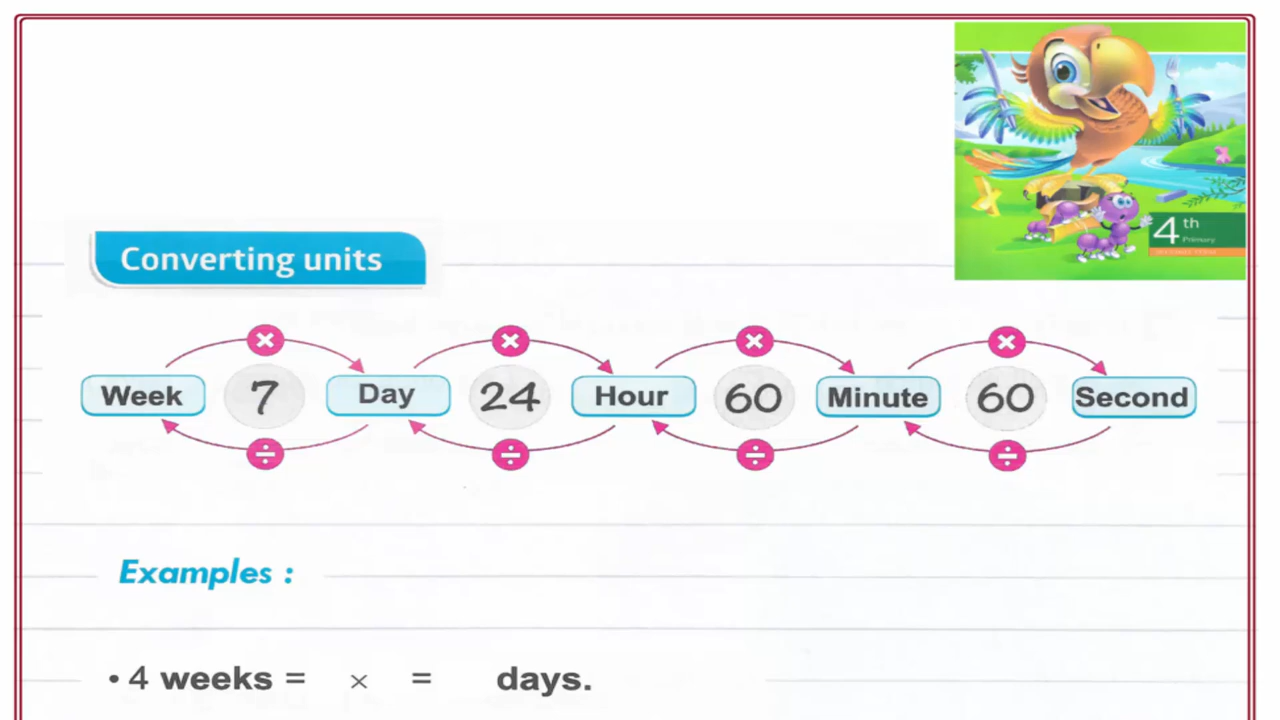 4th
Primary
Converting units
× × × ×
Week 7 Day 24 Hour 60 Minute 60 Second
÷ ÷ ÷ ÷
Examples :
• 4 weeks = × = days.